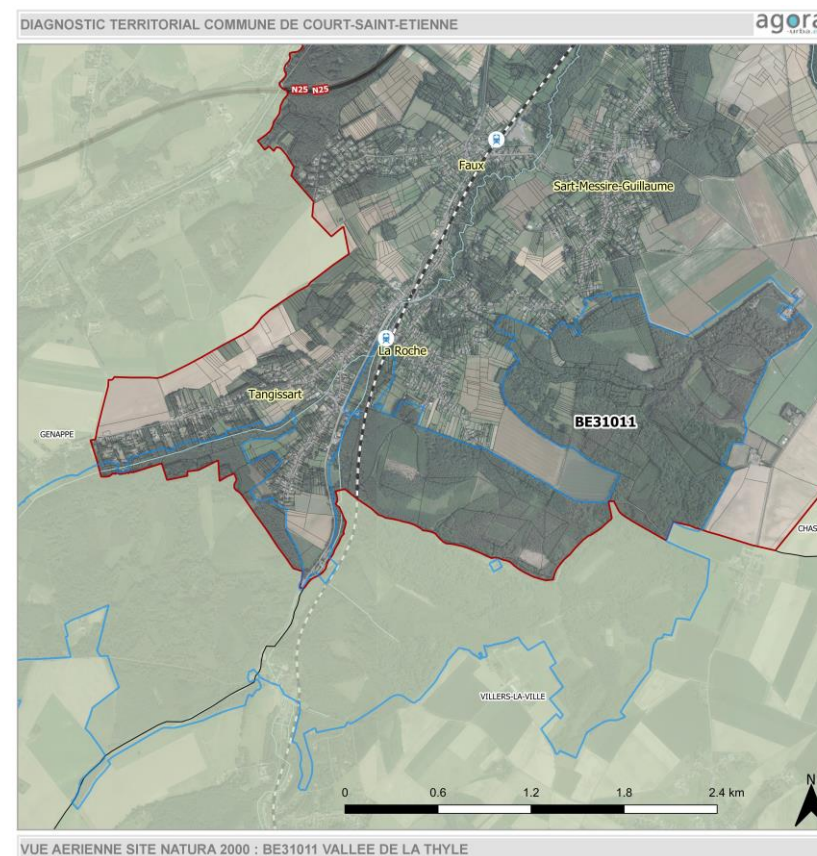 DIAGNOSTIC TERRITORIAL COMMUNE DE COURT-SAINT-ETIENNE
agora
N25 N25
Faux
Sart-Messire-Guillaume
La Roche
Tangissart
GENAPPE
BE31011
CHAS
VILLERS-LA-VILLE
0 0.6 1.2 1.8 2.4 km
N
VUE AERIENNE SITE NATURA 2000 : BE31011 VALLEE DE LA THYLE